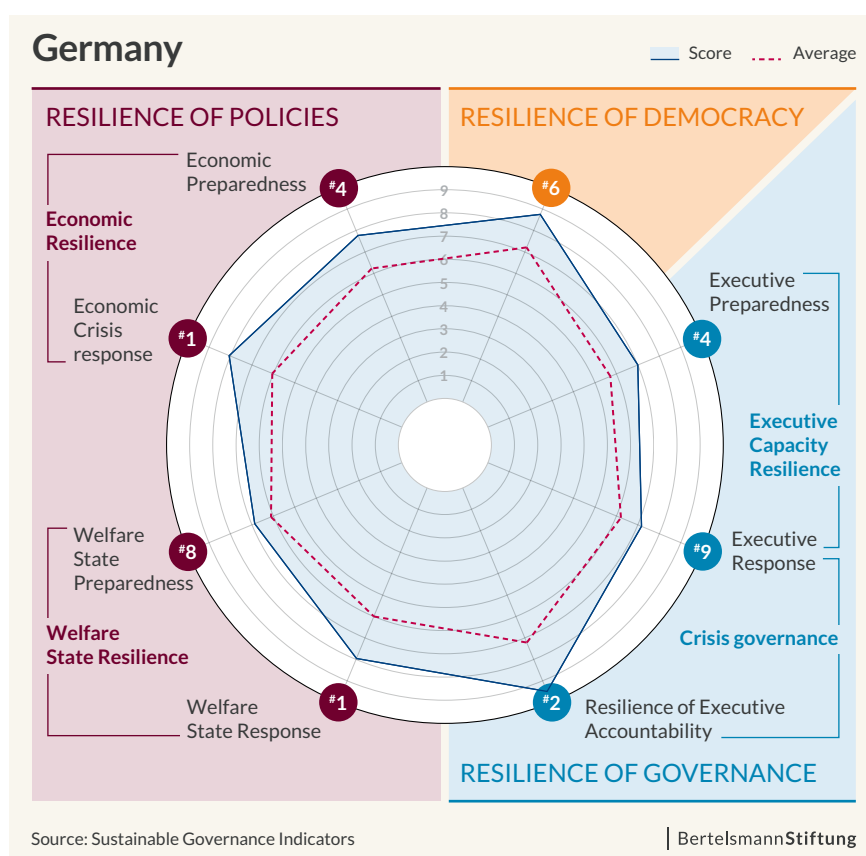 Germany
Score
Average
RESILIENCE OF POLICIES
RESILIENCE OF DEMOCRACY
Economic
Preparedness
#4
#6
9
8
7
6
5
4
3
2
1
Economic
Resilience
Economic
Crisis
response
#1
Executive
Preparedness
#4
Executive
Capacity
Resilience
Welfare
State
Preparedness
#8
#9
Executive
Response
Welfare
State Resilience
Crisis governance
Welfare
State Response
#1
#2
Resilience of Executive
Accountability
RESILIENCE OF GOVERNANCE
Source: Sustainable Governance Indicators
BertelsmannStiftung